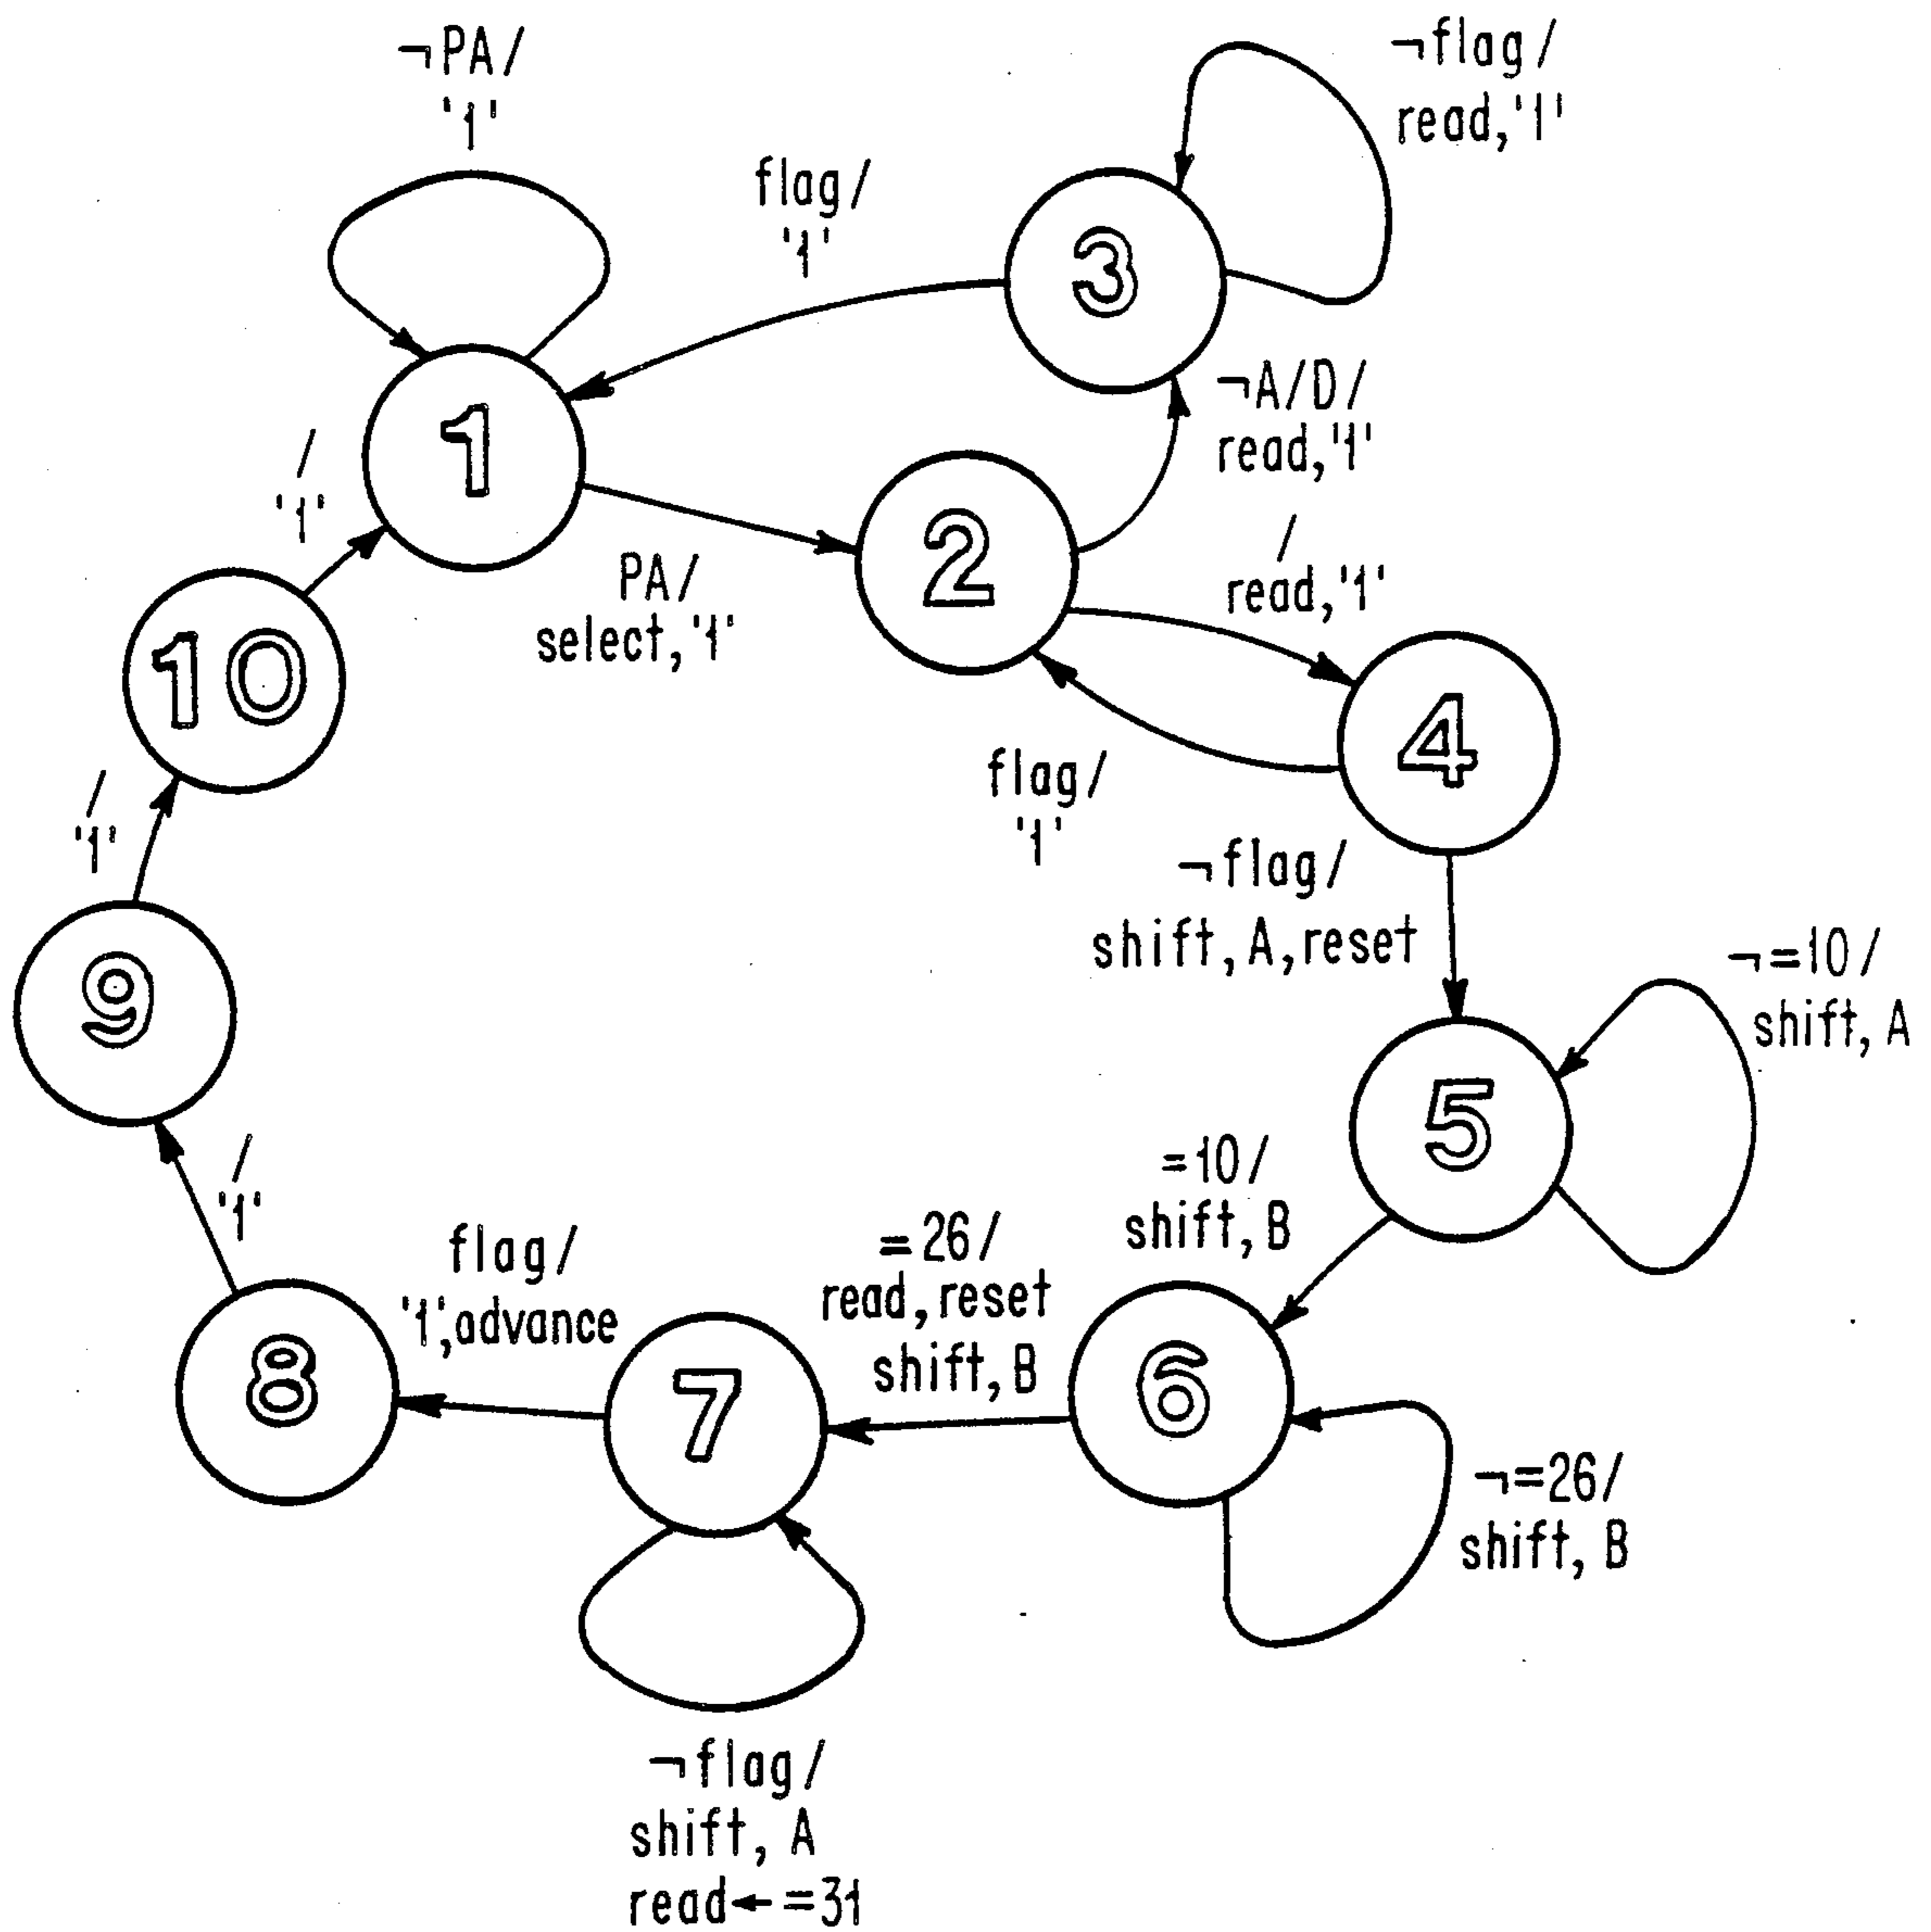 ¬PA/
'1'
¬flag/
read,'1'
flag/
'1'
3
¬A/D/
read,'1'
1
/
'1'
PA/
select,'1'
2
/
read,'1'
10
4
flag/
'1'
¬flag/
shift, A, reset
/
'1'
9
¬=10/
shift, A
5
=10/
shift, B
/
'1'
flag/
'1',advance
=26/
read, reset
shift, B
8
7
6
¬=26/
shift, B
¬flag/
shift, A
read←=31